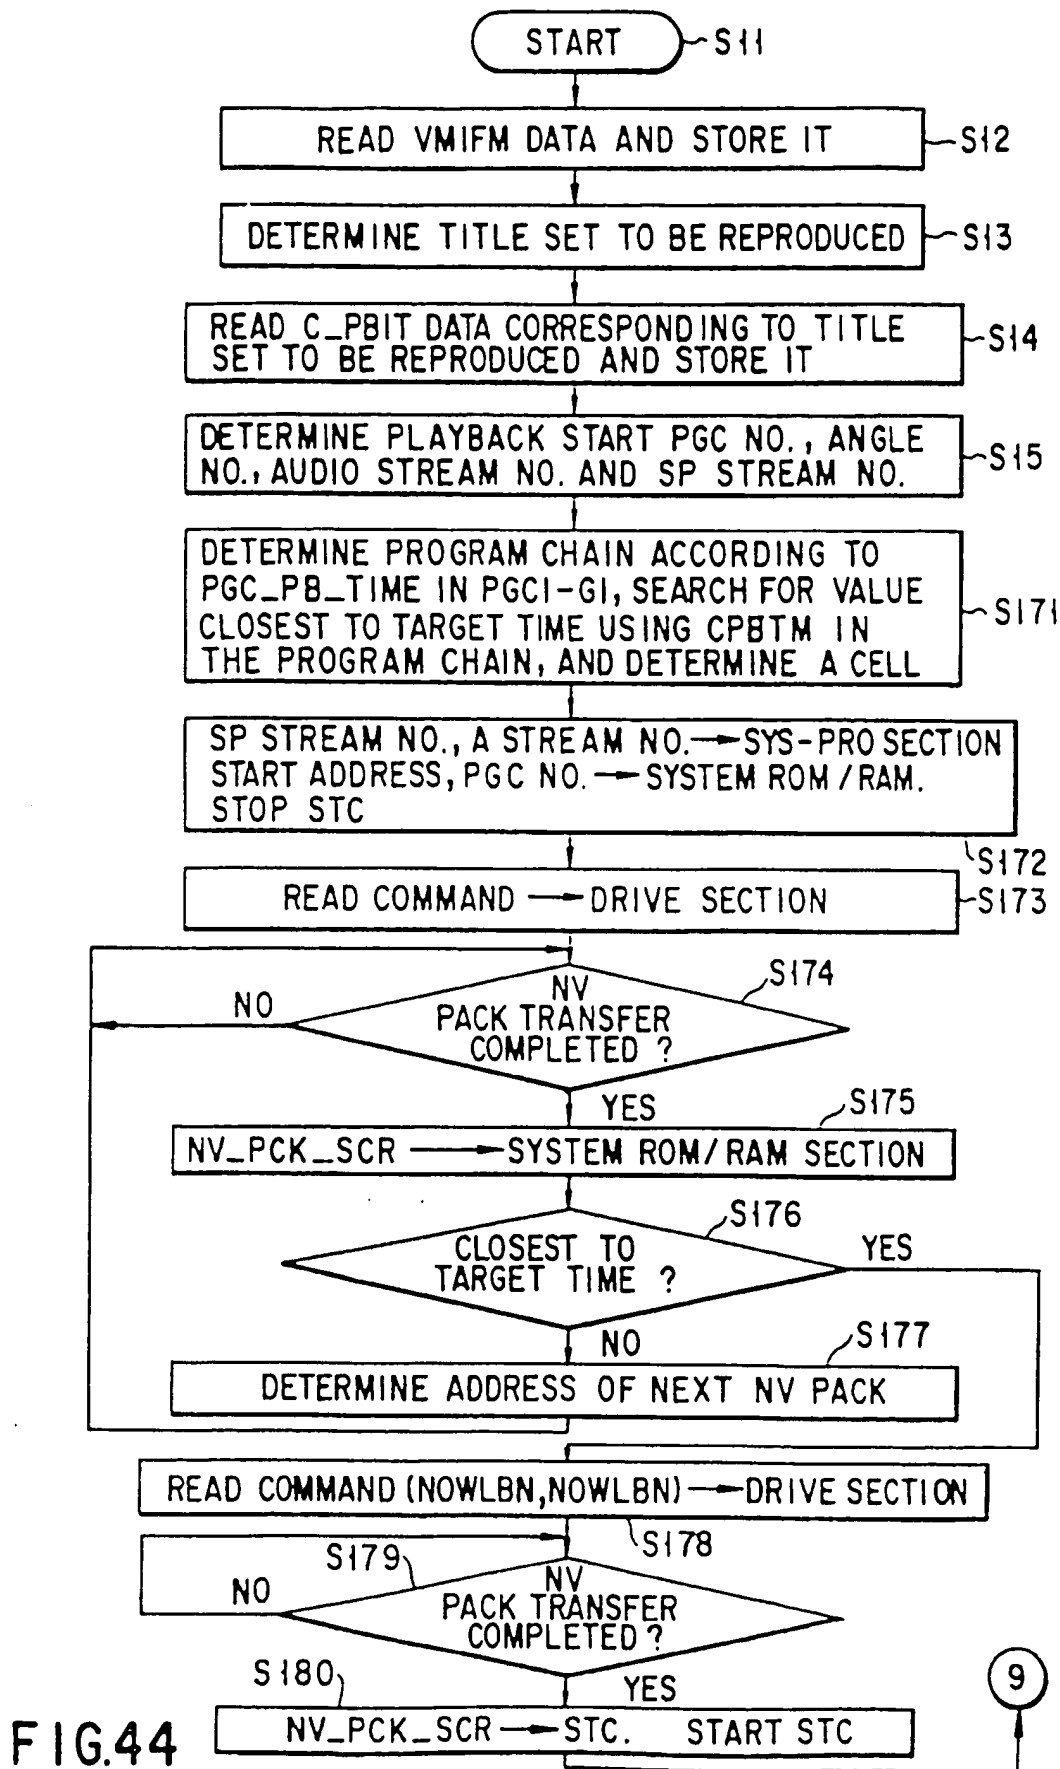 START
S11
READ VMIFM DATA AND STORE IT
S12
DETERMINE TITLE SET TO BE REPRODUCED
S13
READ C_PBIT DATA CORRESPONDING TO TITLE
SET TO BE REPRODUCED AND STORE IT
S14
DETERMINE PLAYBACK START PGC NO., ANGLE
NO., AUDIO STREAM NO. AND SP STREAM NO.
S15
DETERMINE PROGRAM CHAIN ACCORDING TO
PGC_PB_TIME IN PGCI-GI, SEARCH FOR VALUE
CLOSEST TO TARGET TIME USING CPBTM IN
THE PROGRAM CHAIN, AND DETERMINE A CELL
S171
SP STREAM NO., A STREAM NO. → SYS-PRO SECTION
START ADDRESS, PGC NO. → SYSTEM ROM/RAM.
STOP STC
S172
READ COMMAND → DRIVE SECTION
S173
S174
NV
PACK TRANSFER
COMPLETED ?
NO
YES
S175
NV_PCK_SCR → SYSTEM ROM/RAM SECTION
S176
CLOSEST TO
TARGET TIME ?
YES
NO
S177
DETERMINE ADDRESS OF NEXT NV PACK
READ COMMAND (NOWLBN,NOWLBN) → DRIVE SECTION
S178
S179
NV
PACK TRANSFER
COMPLETED ?
NO
YES
S180
NV_PCK_SCR → STC. START STC
9
FIG.44